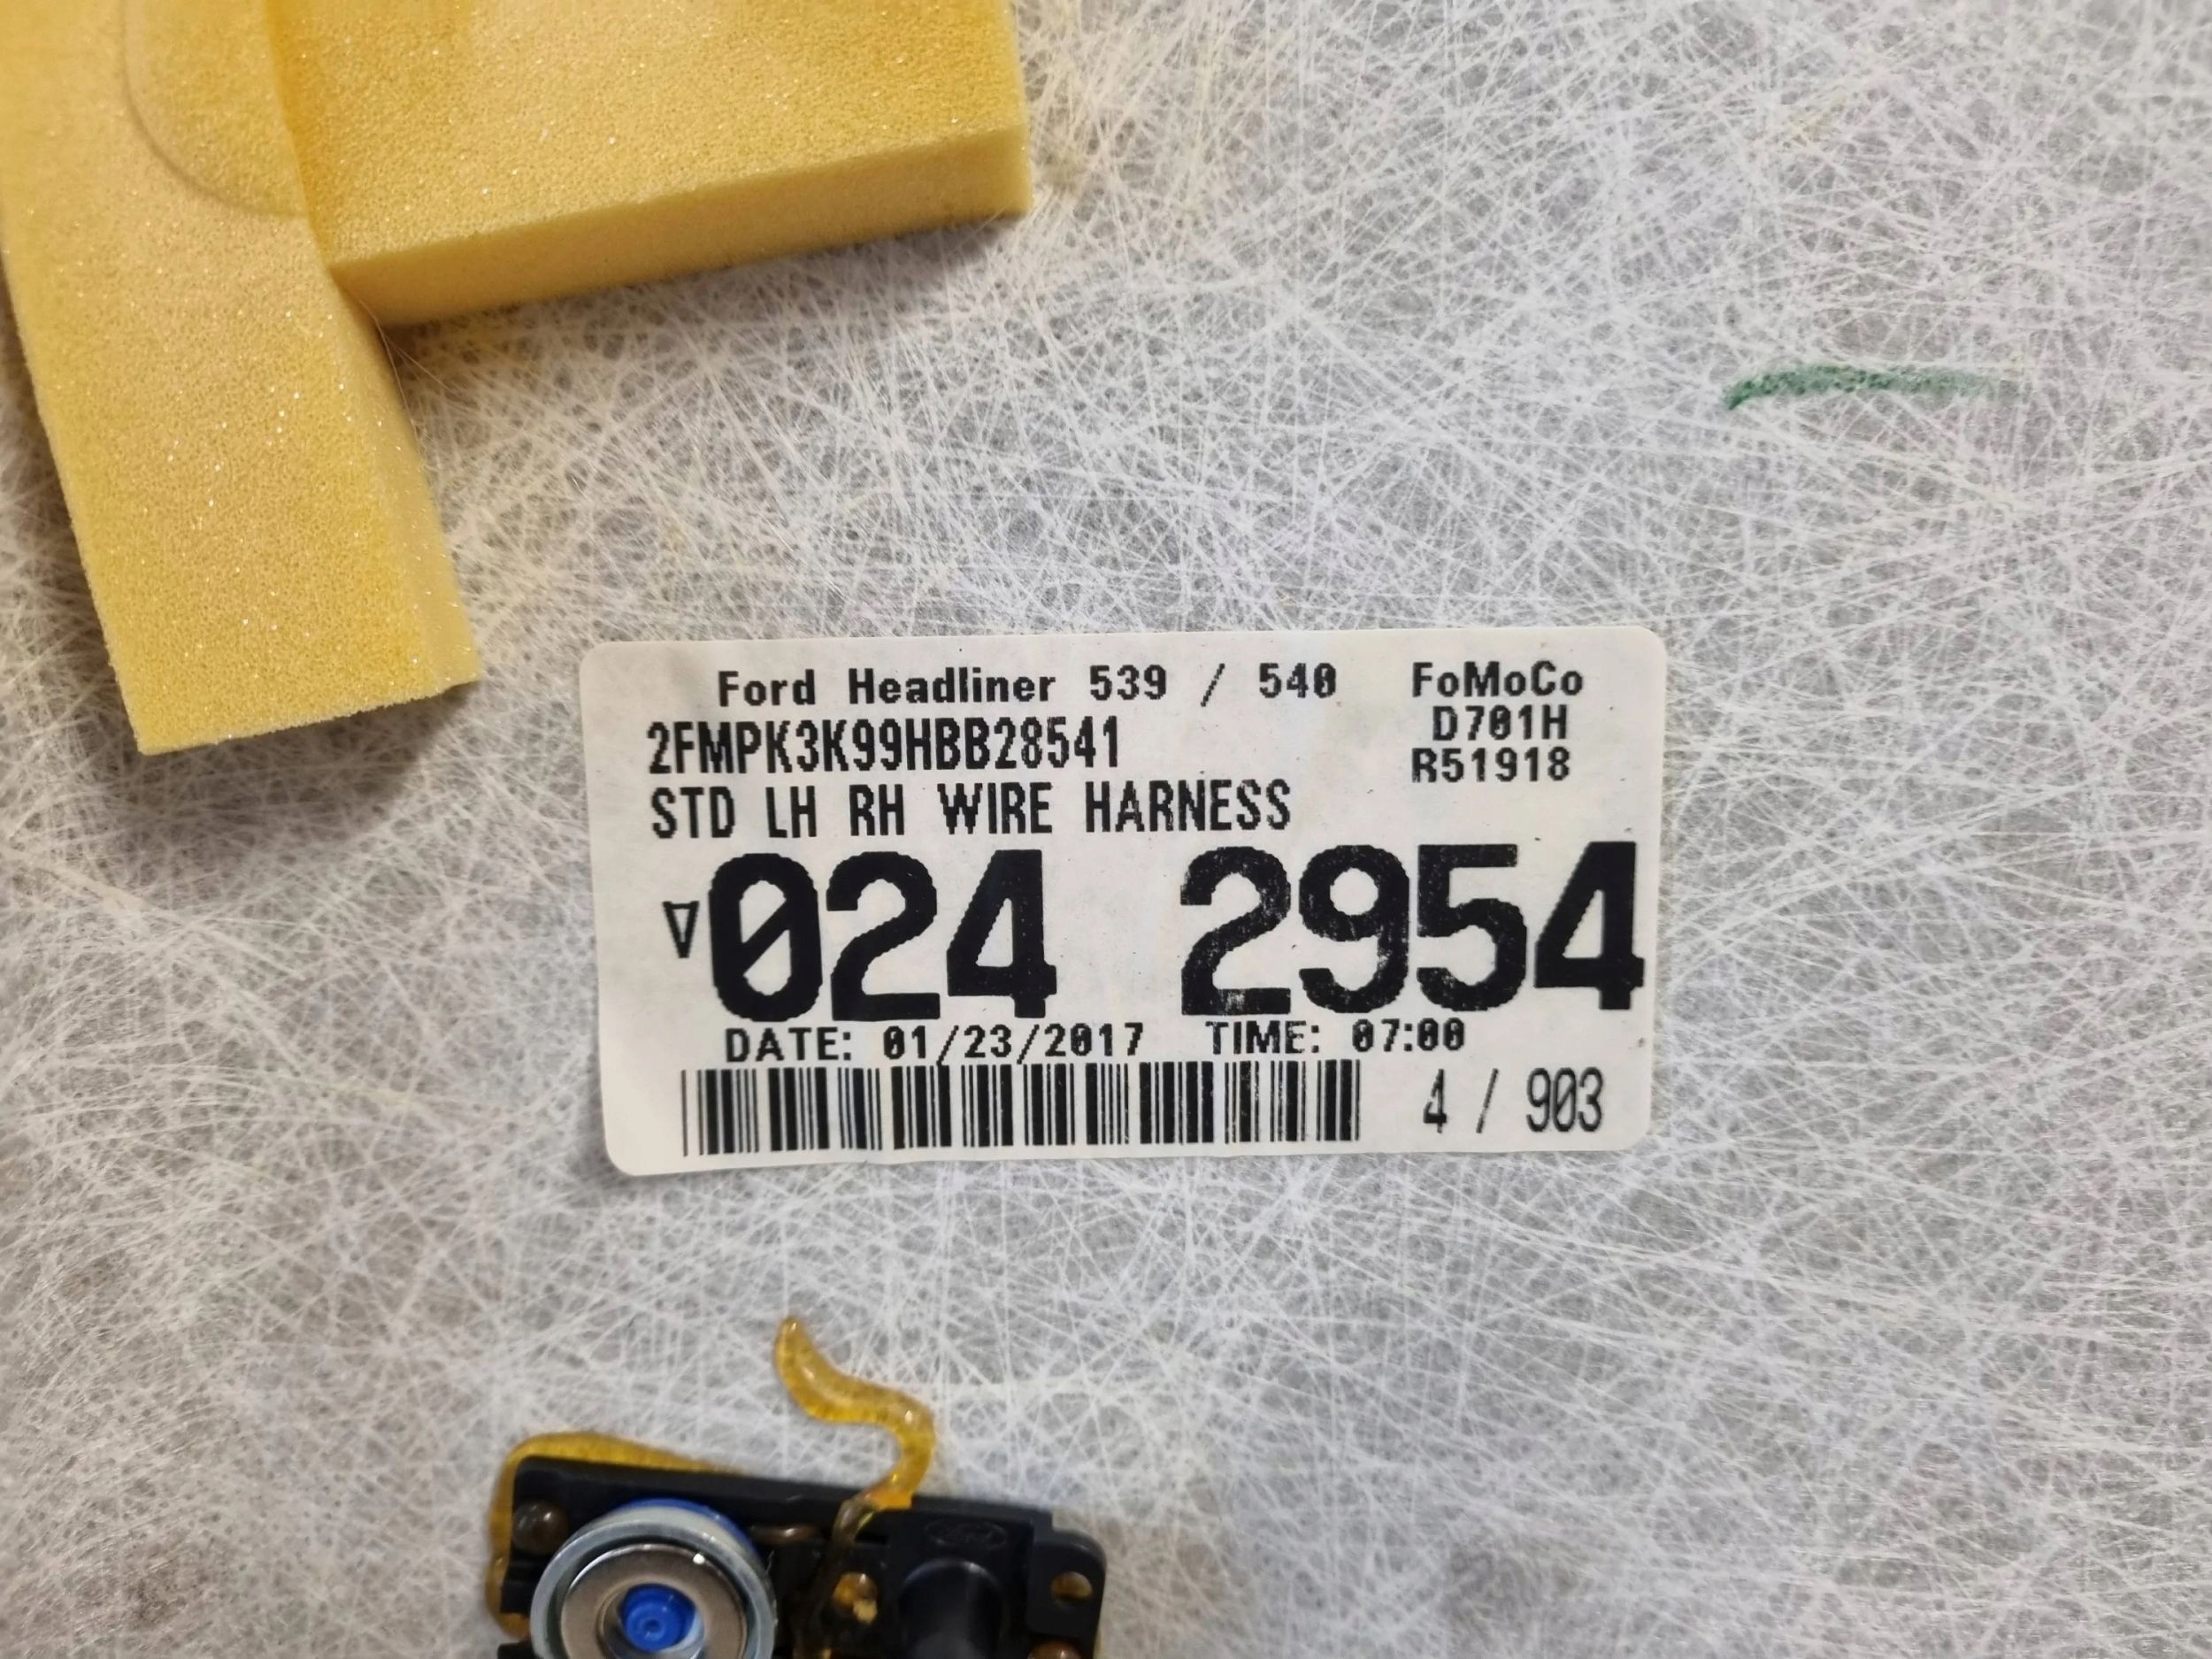 Ford Headliner 539 / 540 FoMoCo
2FMPK3K99HBB28541 D701H
R51918
STD LH RH WIRE HARNESS
024 2954
DATE: 01/23/2017 TIME: 07:00
4 / 903
Ford